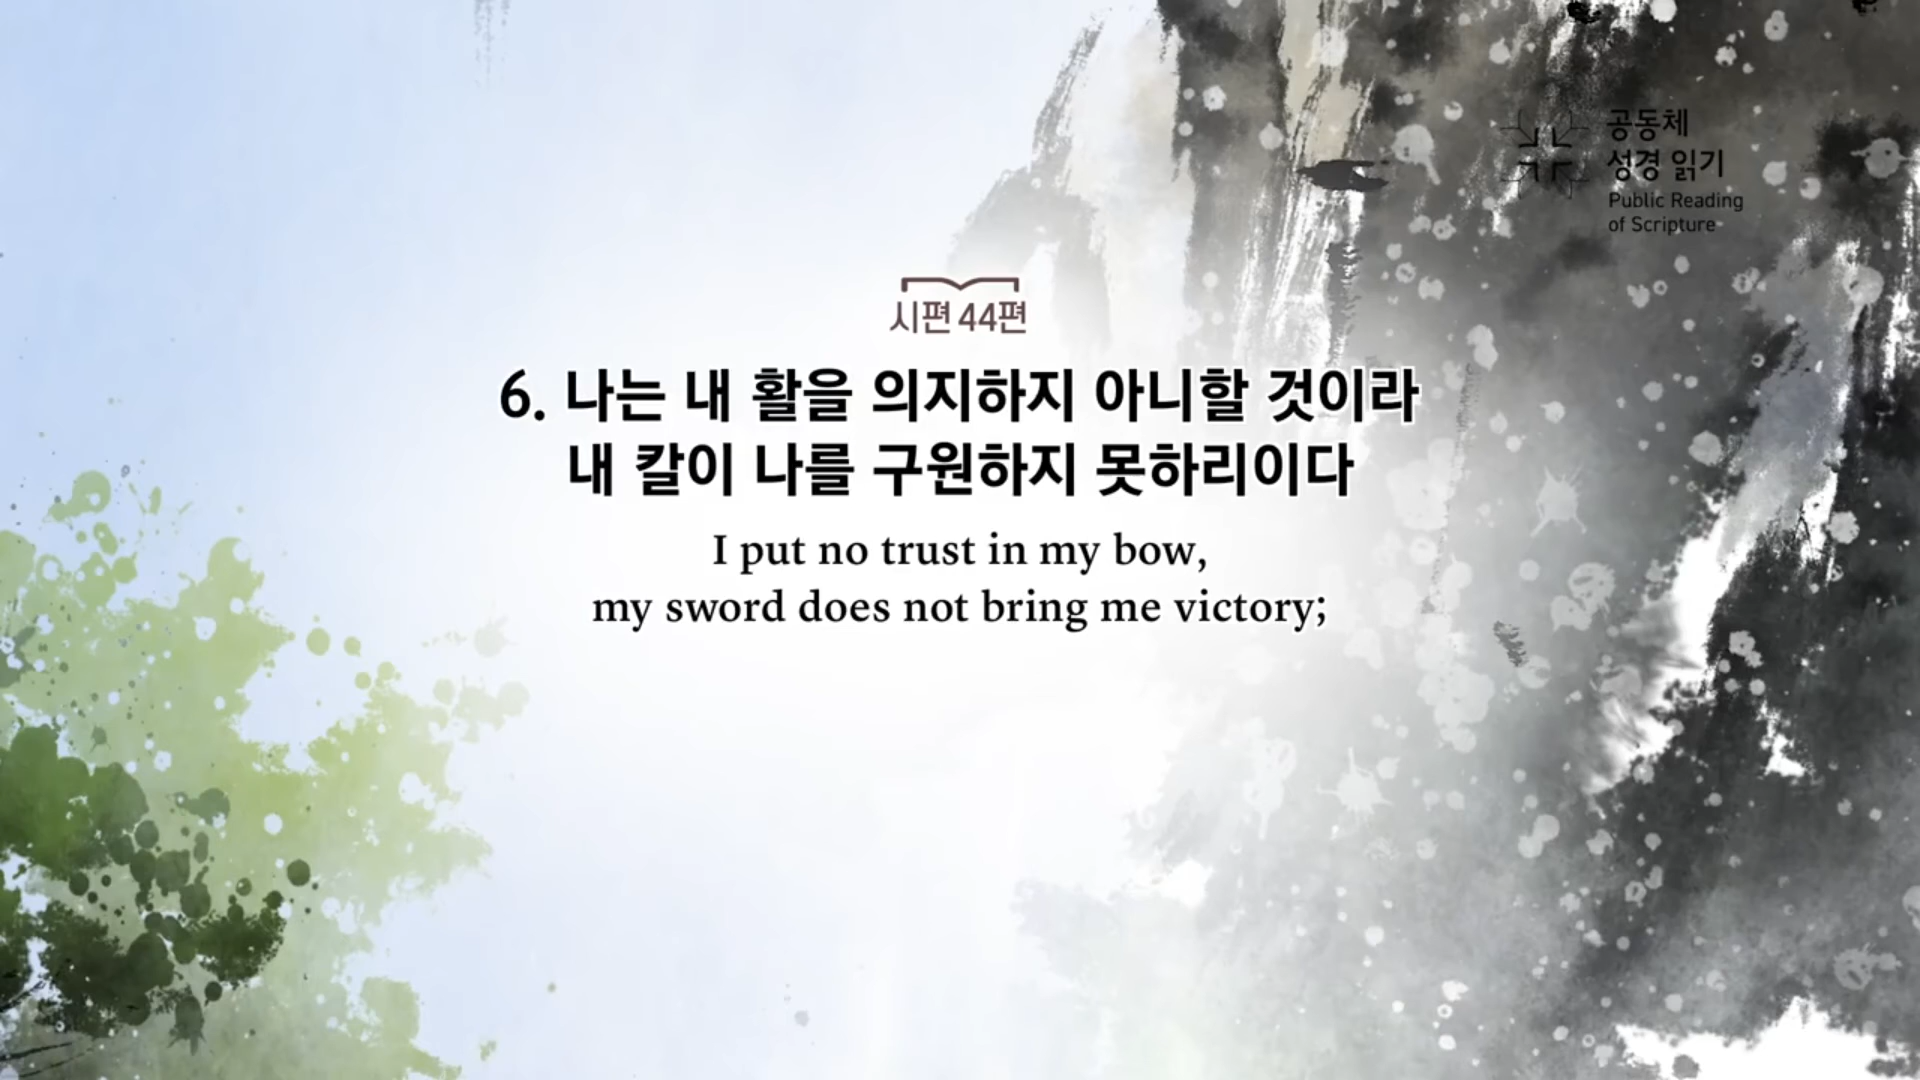 공동체
성경 읽기
Public Reading
of Scripture
시편 44편
6. 나는 내 활을 의지하지 아니할 것이라
내 칼이 나를 구원하지 못하리이다
I put no trust in my bow,
my sword does not bring me victory;